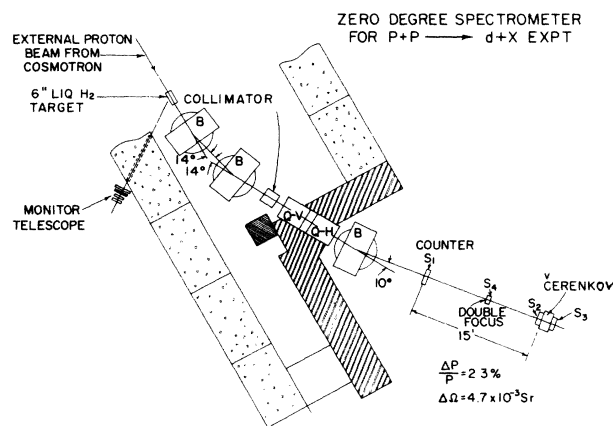 ZERO DEGREE SPECTROMETER
FOR P+P ⟶ d+X EXPT
EXTERNAL PROTON
BEAM FROM
COSMOTRON
6" LIQ H₂
TARGET
COLLIMATOR
B
14°
14°
B
MONITOR
TELESCOPE
Q-V
Q-H
B
10°
COUNTER
S₁
S₄
DOUBLE
FOCUS
15'
ČERENKOV
S₂
S₃
ΔP/P = 2 3%
ΔΩ = 4.7 x 10⁻³ Sr